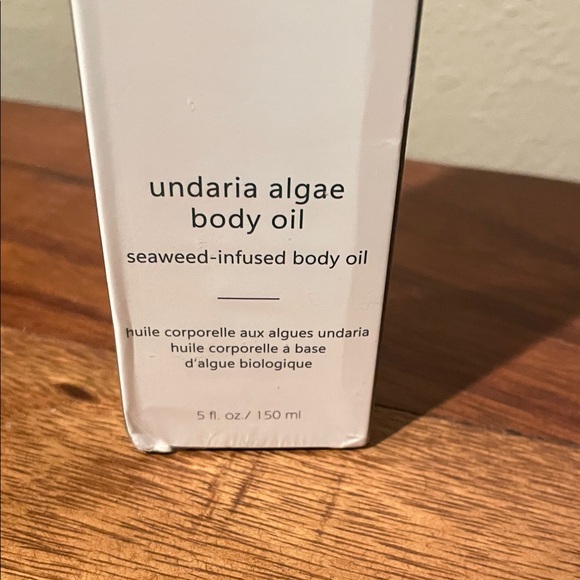 undaria algae
body oil
seaweed-infused body oil
huile corporelle aux algues undaria
huile corporelle à base
d'algue biologique
5 fl. oz./ 150 ml